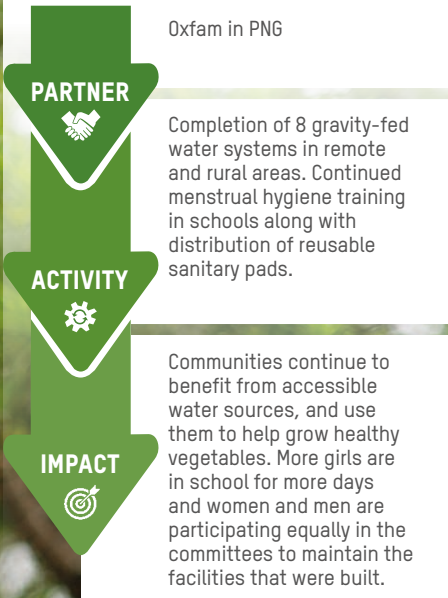 PARTNER
Oxfam in PNG
ACTIVITY
Completion of 8 gravity-fed
water systems in remote
and rural areas. Continued
menstrual hygiene training
in schools along with
distribution of reusable
sanitary pads.
IMPACT
Communities continue to
benefit from accessible
water sources, and use
them to help grow healthy
vegetables. More girls are
in school for more days
and women and men are
participating equally in the
committees to maintain the
facilities that were built.